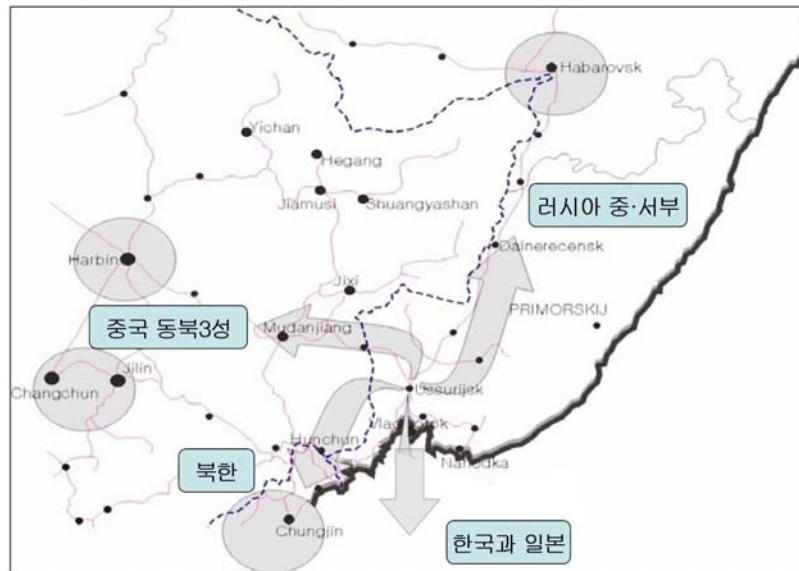 Habarovsk
Yichan
Hegang
Jiamusi
Shuangyashan
러시아 중·서부
Dalnerecensk
Harbin
Jixi
PRIMORSKIJ
중국 동북3성
Mudanjiang
Jilin
Changchun
Ussurijsk
Hunchun
Nahodka
북한
Chungjin
한국과 일본